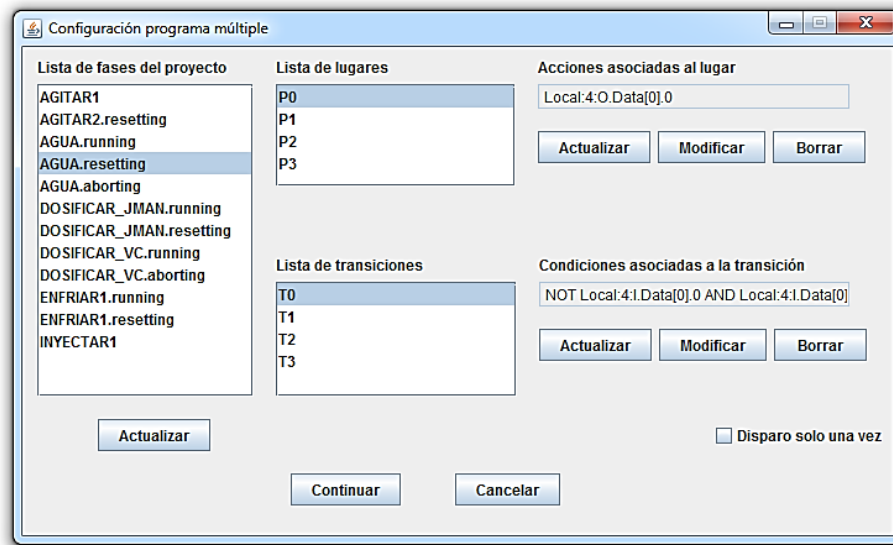 Configuración programa múltiple
Lista de fases del proyecto
AGITAR1
AGITAR2.resetting
AGUA.running
AGUA.resetting
AGUA.aborting
DOSIFICAR_JMAN.running
DOSIFICAR_JMAN.resetting
DOSIFICAR_VC.running
DOSIFICAR_VC.aborting
ENFRIAR1.running
ENFRIAR1.resetting
INYECTAR1
Actualizar
Lista de lugares
P0
P1
P2
P3
Acciones asociadas al lugar
Local:4:O.Data[0].0
Actualizar Modificar Borrar
Lista de transiciones
T0
T1
T2
T3
Condiciones asociadas a la transición
NOT Local:4:I.Data[0].0 AND Local:4:I.Data[0]
Actualizar Modificar Borrar
Disparo solo una vez
Continuar Cancelar